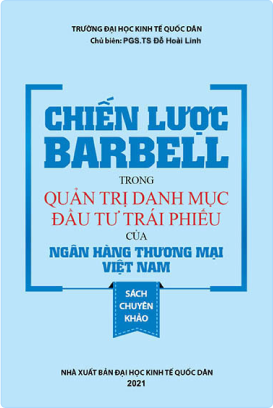 TRƯỜNG ĐẠI HỌC KINH TẾ QUỐC DÂN
Chủ biên: PGS.TS Đỗ Hoài Linh
CHIẾN LƯỢC
BARBELL
TRONG
QUẢN TRỊ DANH MỤC
ĐẦU TƯ TRÁI PHIẾU
CỦA
NGÂN HÀNG THƯƠNG MẠI
VIỆT NAM
SÁCH
CHUYÊN
KHẢO
NHÀ XUẤT BẢN ĐẠI HỌC KINH TẾ QUỐC DÂN
2021